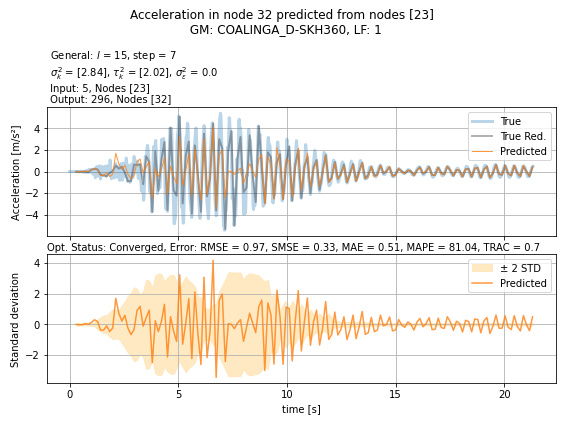 Acceleration in node 32 predicted from nodes [23]
GM: COALINGA_D-SKH360, LF: 1
General: l = 15, step = 7
σ²ₖ = [2.84], τ²ₖ = [2.02], σ²ε = 0.0
Input: 5, Nodes [23]
Output: 296, Nodes [32]
Acceleration [m/s²]
4
2
0
−2
−4
True
True Red.
Predicted
Opt. Status: Converged, Error: RMSE = 0.97, SMSE = 0.33, MAE = 0.51, MAPE = 81.04, TRAC = 0.7
Standard deviation
4
2
0
−2
± 2 STD
Predicted
0 5 10 15 20
time [s]